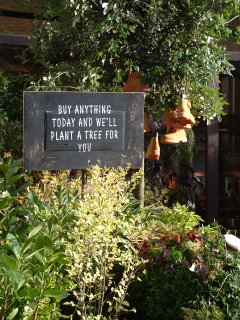 BUY ANYTHING
TODAY AND WE'LL
PLANT A TREE FOR
YOU